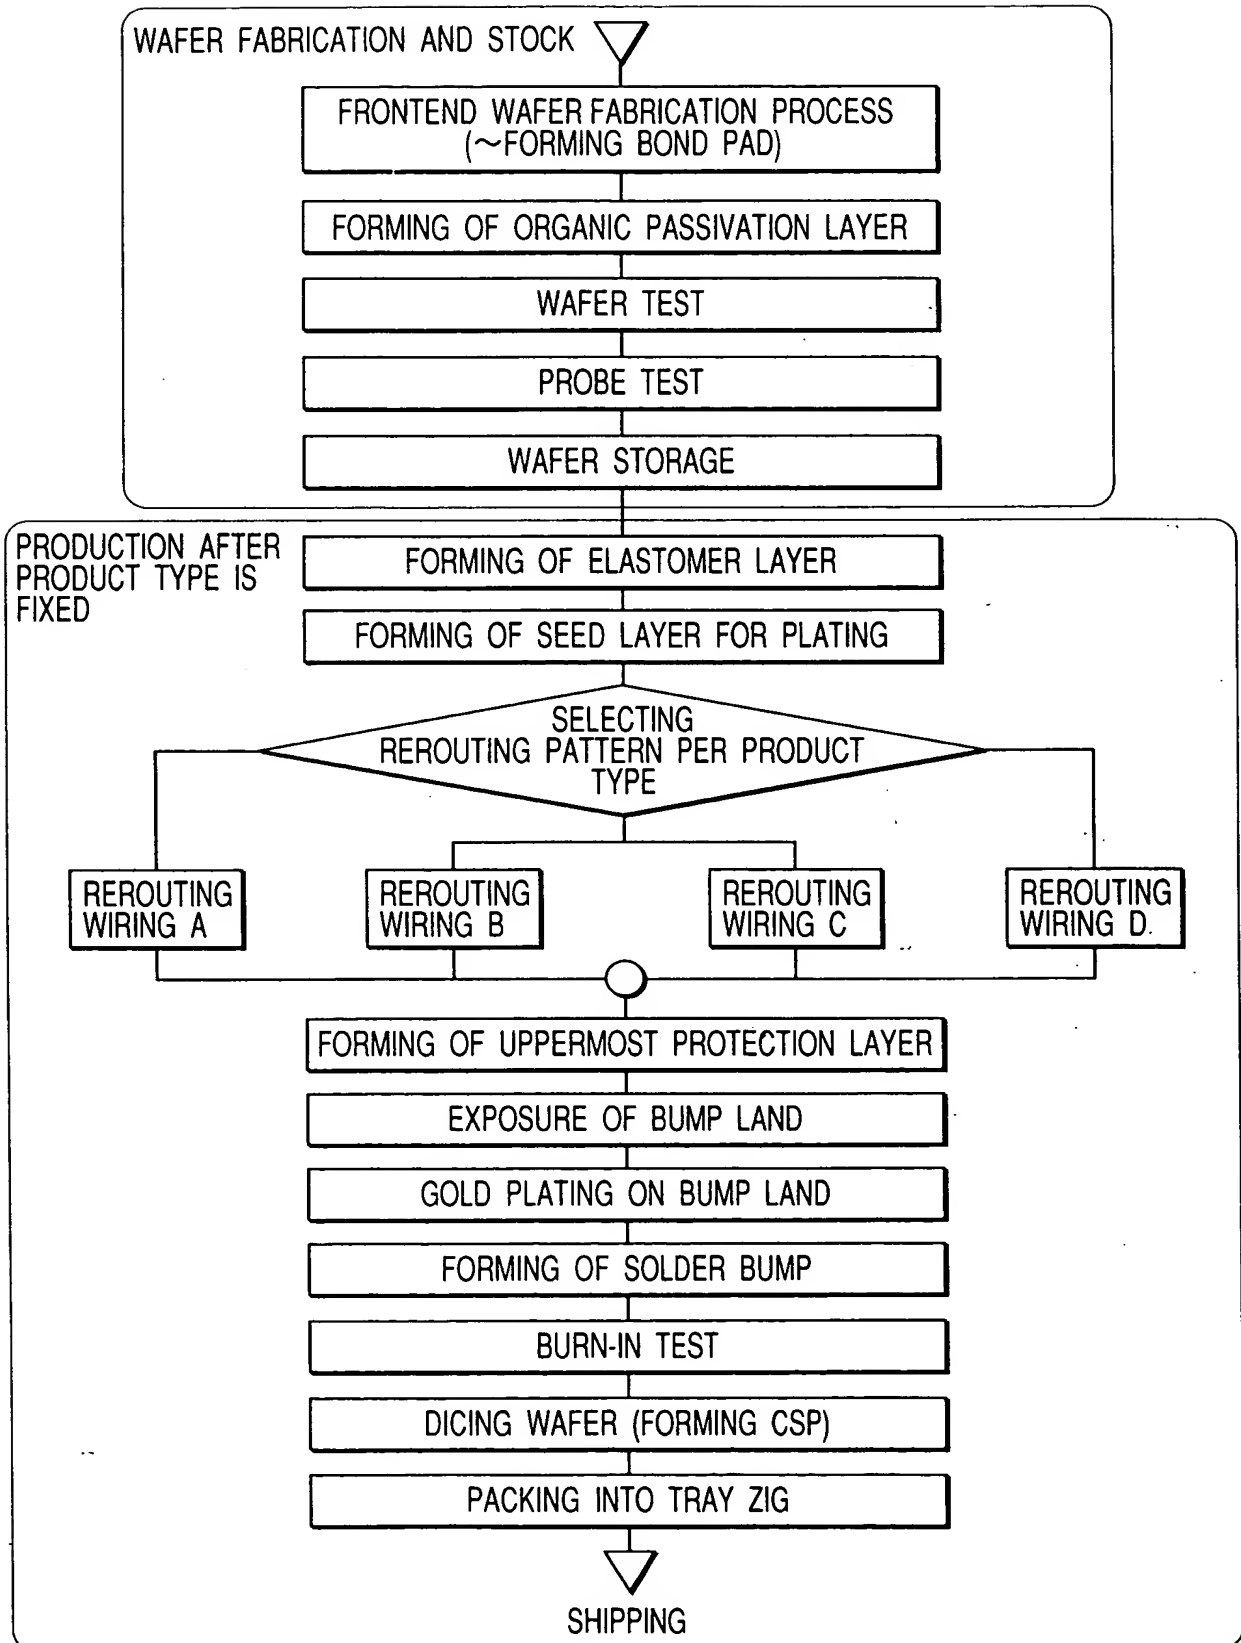 WAFER FABRICATION AND STOCK
FRONTEND WAFER FABRICATION PROCESS
(~FORMING BOND PAD)
FORMING OF ORGANIC PASSIVATION LAYER
WAFER TEST
PROBE TEST
WAFER STORAGE
PRODUCTION AFTER
PRODUCT TYPE IS
FIXED
FORMING OF ELASTOMER LAYER
FORMING OF SEED LAYER FOR PLATING
SELECTING
REROUTING PATTERN PER PRODUCT
TYPE
REROUTING
WIRING A
REROUTING
WIRING B
REROUTING
WIRING C
REROUTING
WIRING D
FORMING OF UPPERMOST PROTECTION LAYER
EXPOSURE OF BUMP LAND
GOLD PLATING ON BUMP LAND
FORMING OF SOLDER BUMP
BURN-IN TEST
DICING WAFER (FORMING CSP)
PACKING INTO TRAY ZIG
SHIPPING